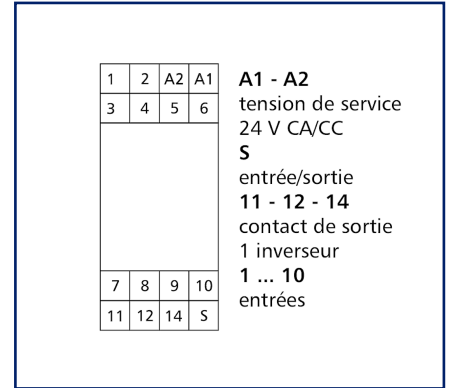 1 2 A2 A1
3 4 5 6
7 8 9 10
11 12 14 S
A1 - A2
tension de service
24 V CA/CC
S
entrée/sortie
11 - 12 - 14
contact de sortie
1 inverseur
1 ... 10
entrées